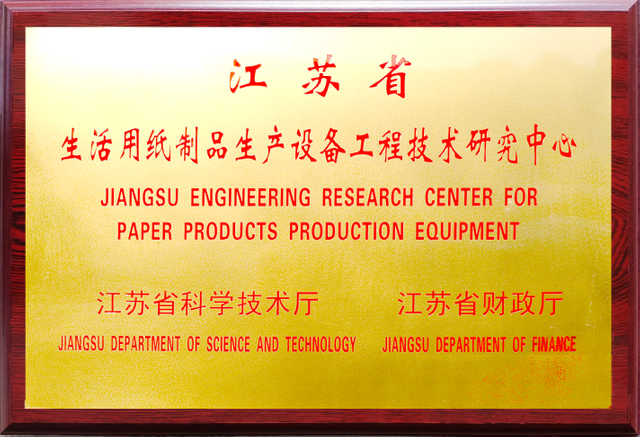 江苏省
生活用纸制品生产设备工程技术研究中心
JIANGSU ENGINEERING RESEARCH CENTER FOR
PAPER PRODUCTS PRODUCTION EQUIPMENT
江苏省科学技术厅 江苏省财政厅
JIANGSU DEPARTMENT OF SCIENCE AND TECHNOLOGY JIANGSU DEPARTMENT OF FINANCE